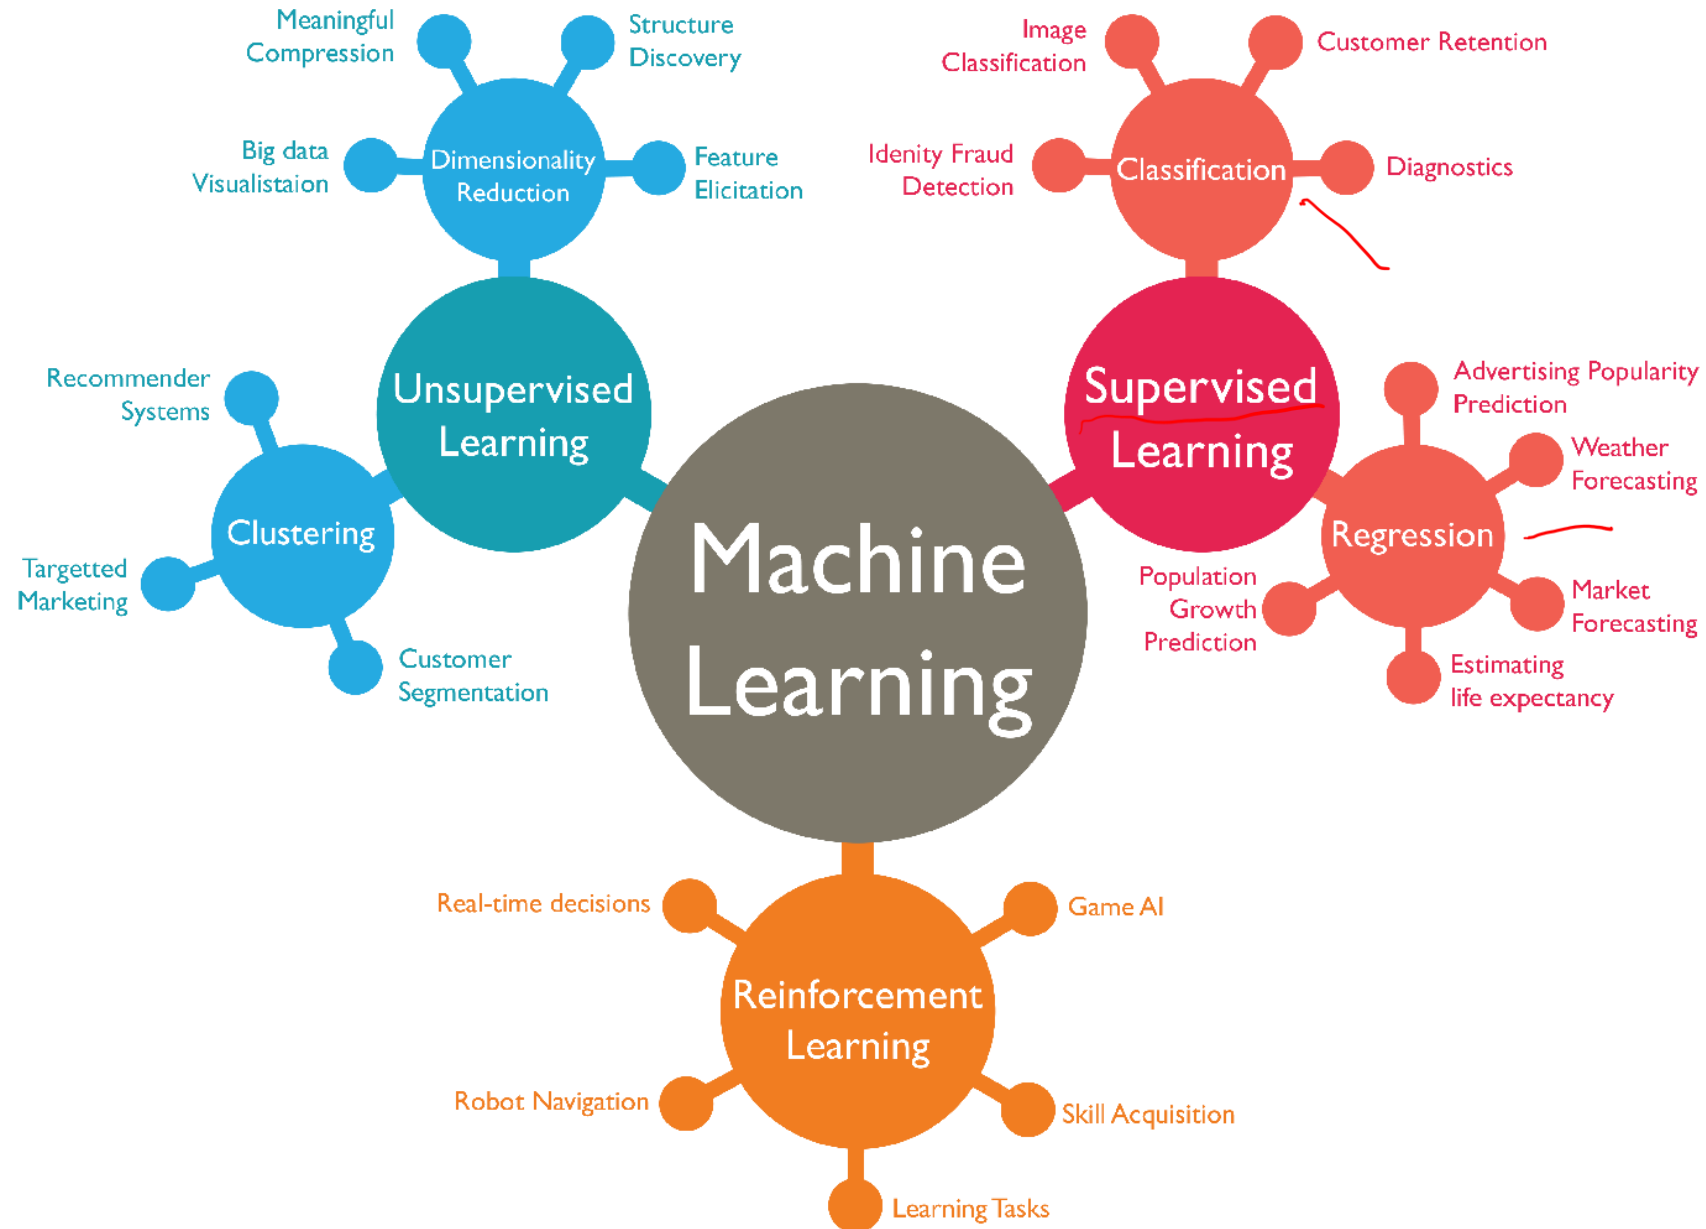 Meaningful
Compression
Structure
Discovery
Big data
Visualistaion
Dimensionality
Reduction
Feature
Elicitation
Image
Classification
Customer Retention
Idenity Fraud
Detection
Classification
Diagnostics
Recommender
Systems
Unsupervised
Learning
Clustering
Targetted
Marketing
Customer
Segmentation
Machine
Learning
Supervised
Learning
Advertising Popularity
Prediction
Weather
Forecasting
Regression
Population
Growth
Prediction
Market
Forecasting
Estimating
life expectancy
Real-time decisions
Game AI
Reinforcement
Learning
Robot Navigation
Skill Acquisition
Learning Tasks